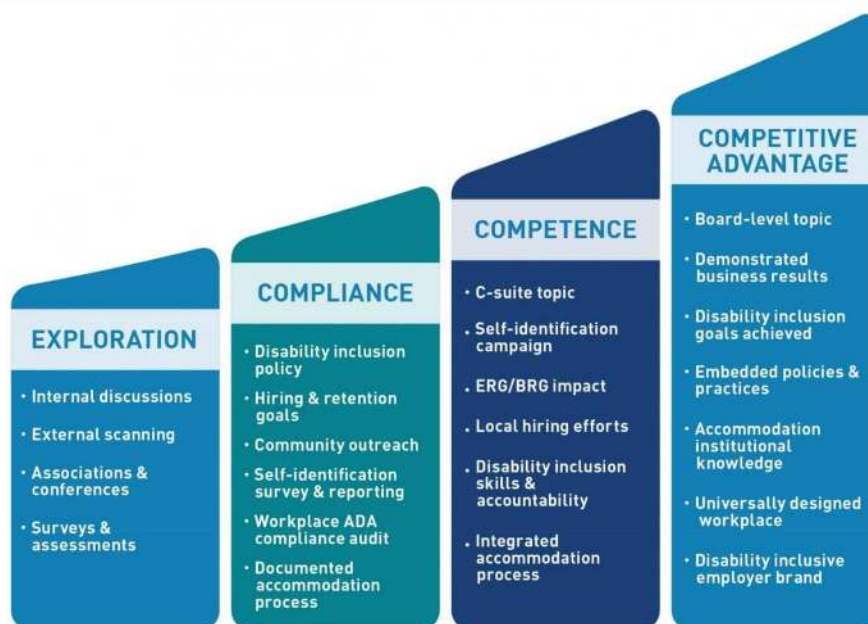 EXPLORATION
· Internal discussions
· External scanning
· Associations &
conferences
· Surveys &
assessments
COMPLIANCE
· Disability inclusion
policy
· Hiring & retention
goals
· Community outreach
· Self-identification
survey & reporting
· Workplace ADA
compliance audit
· Documented
accommodation
process
COMPETENCE
· C-suite topic
· Self-identification
campaign
· ERG/BRG impact
· Local hiring efforts
· Disability inclusion
skills &
accountability
· Integrated
accommodation
process
COMPETITIVE
ADVANTAGE
· Board-level topic
· Demonstrated
business results
· Disability inclusion
goals achieved
· Embedded policies &
practices
· Accommodation
institutional
knowledge
· Universally designed
workplace
· Disability inclusive
employer brand